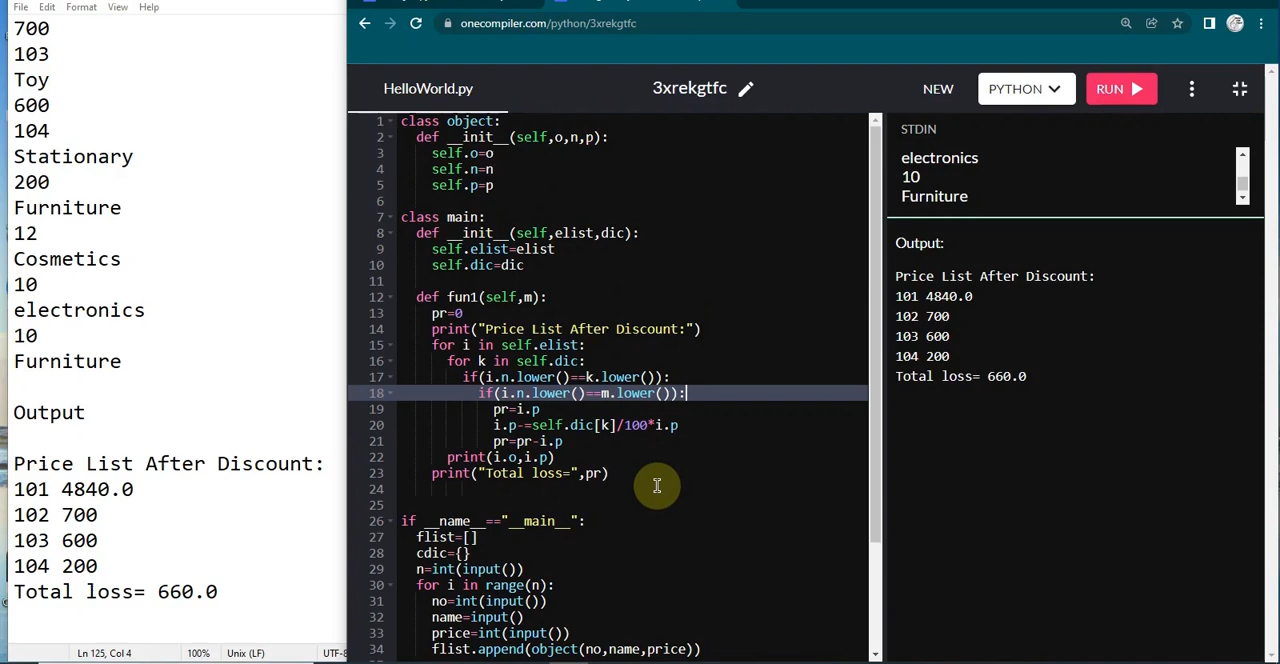 File Edit Format View Help
700
103
Toy
600
104
Stationary
200
Furniture
12
Cosmetics
10
electronics
10
Furniture
Output
Price List After Discount:
101 4840.0
102 700
103 600
104 200
Total loss= 660.0
Ln 125, Col 4 100% Unix (LF) UTF-8
onecompiler.com/python/3xrekgtfc
HelloWorld.py 3xrekgtfc NEW PYTHON RUN
1 class object:
2 def __init__(self,o,n,p):
3 self.o=o
4 self.n=n
5 self.p=p
6
7 class main:
8 def __init__(self,elist,dic):
9 self.elist=elist
10 self.dic=dic
11
12 def fun1(self,m):
13 pr=0
14 print("Price List After Discount:")
15 for i in self.elist:
16 for k in self.dic:
17 if(i.n.lower()==k.lower()):
18 if(i.n.lower()==m.lower()):
19 pr=i.p
20 i.p-=self.dic[k]/100*i.p
21 pr=pr-i.p
22 print(i.o,i.p)
23 print("Total loss=",pr)
24
25
26 if __name__=="__main__":
27 flist=[]
28 cdic={}
29 n=int(input())
30 for i in range(n):
31 no=int(input())
32 name=input()
33 price=int(input())
34 flist.append(object(no,name,price))
STDIN
electronics
10
Furniture
Output:
Price List After Discount:
101 4840.0
102 700
103 600
104 200
Total loss= 660.0